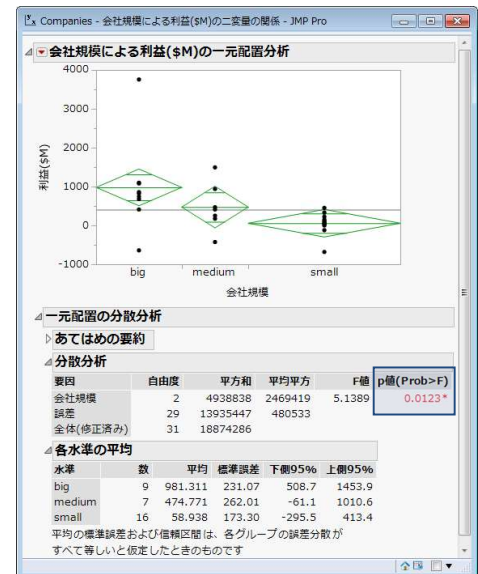 Companies - 会社規模による利益($M)の二変量の関係 - JMP Pro
会社規模による利益($M)の一元配置分析
4000
3000
2000
1000
0
-1000
利益($M)
big medium small
会社規模
一元配置の分散分析
あてはめの要約
分散分析
要因 自由度 平方和 平均平方 F値 p値(Prob>F)
会社規模 2 4938838 2469419 5.1389 0.0123*
誤差 29 13935447 480533
全体(修正済み) 31 18874286
各水準の平均
水準 数 平均 標準誤差 下側95% 上側95%
big 9 981.311 231.07 508.7 1453.9
medium 7 474.771 262.01 -61.1 1010.6
small 16 58.938 173.30 -295.5 413.4
平均の標準誤差および信頼区間は、各グループの誤差分散が
すべて等しいと仮定したときのものです